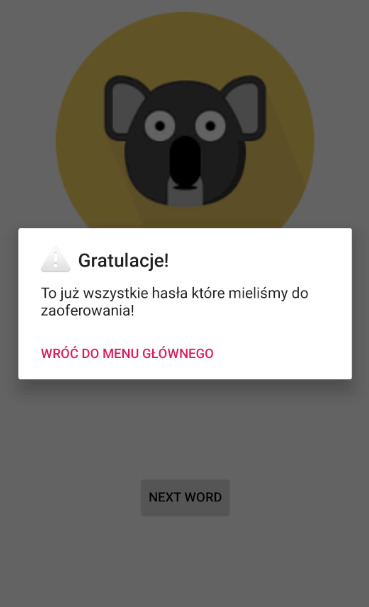 Gratulacje!
To już wszystkie hasła które mieliśmy do
zaoferowania!
WRÓĆ DO MENU GŁÓWNEGO
NEXT WORD